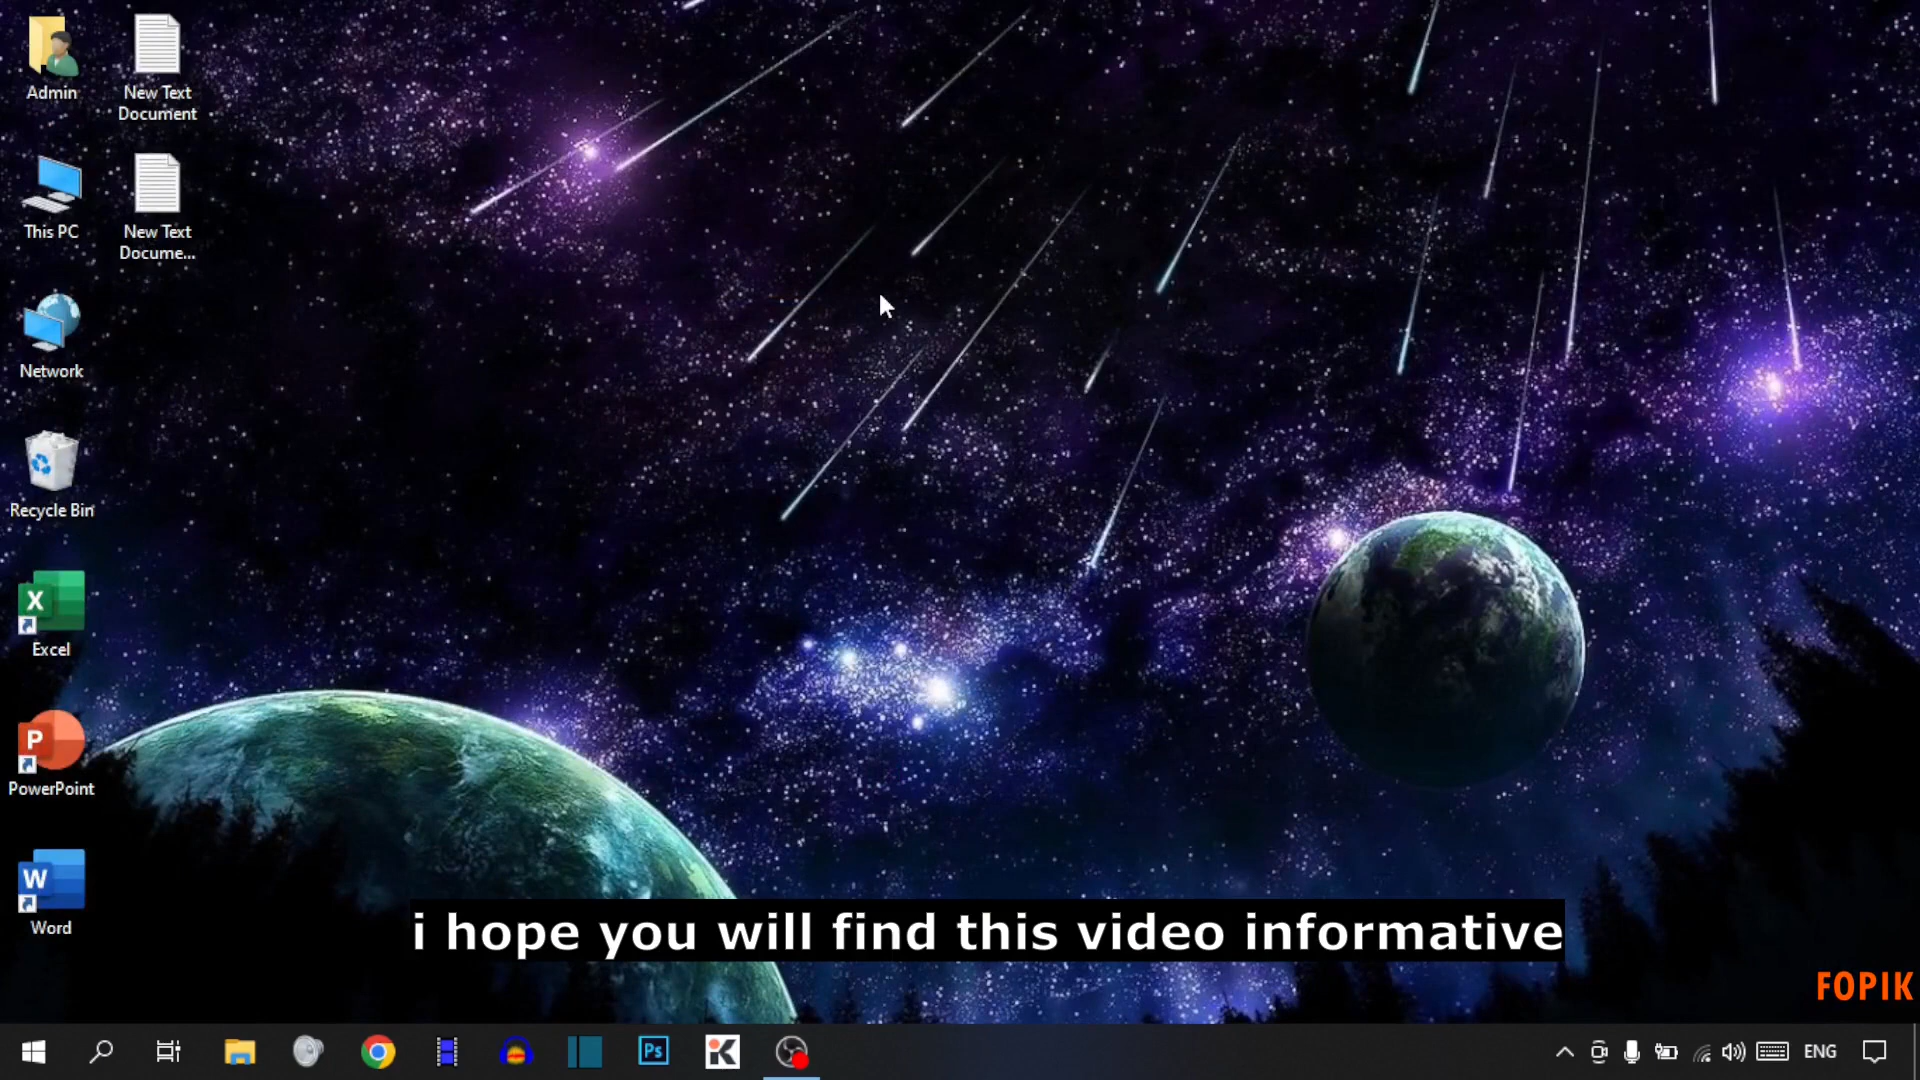 Admin
New Text
Document
This PC
New Text
Docume...
Network
Recycle Bin
X
Excel
P
PowerPoint
W
Word
i hope you will find this video informative
FOPIK
Ps
K
ENG